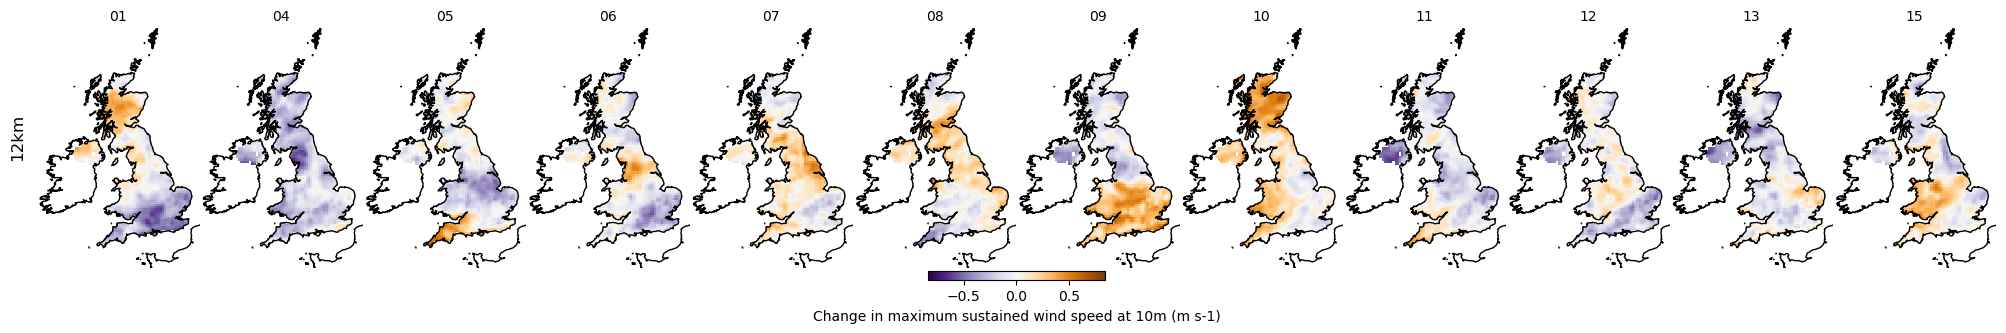 01 04 05 06 07 08 09 10 11 12 13 15
12km
−0.5 0.0 0.5
Change in maximum sustained wind speed at 10m (m s-1)